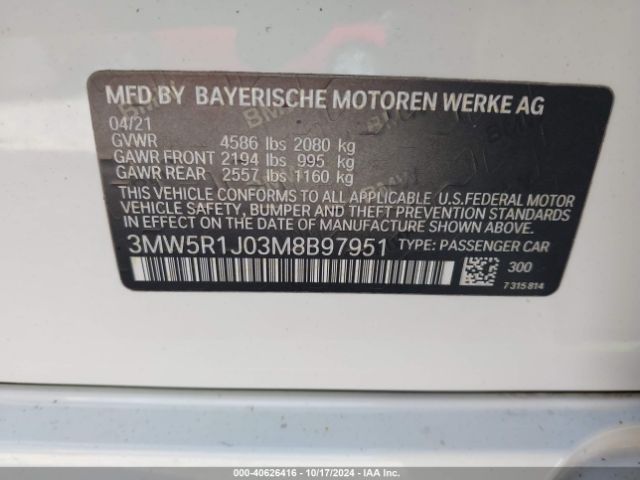 MFD BY BAYERISCHE MOTOREN WERKE AG
04/21
GVWR 4586 lbs 2080 kg
GAWR FRONT 2194 lbs 995 kg
GAWR REAR 2557 lbs 1160 kg
THIS VEHICLE CONFORMS TO ALL APPLICABLE U.S.FEDERAL MOTOR
VEHICLE SAFETY, BUMPER, AND THEFT PREVENTION STANDARDS
IN EFFECT ON THE DATE OF MANUFACTURE SHOWN ABOVE.
3MW5R1J03M8B97951 TYPE: PASSENGER CAR
300
7 315 814
000-40626416 - 10/17/2024 - IAAI.COM